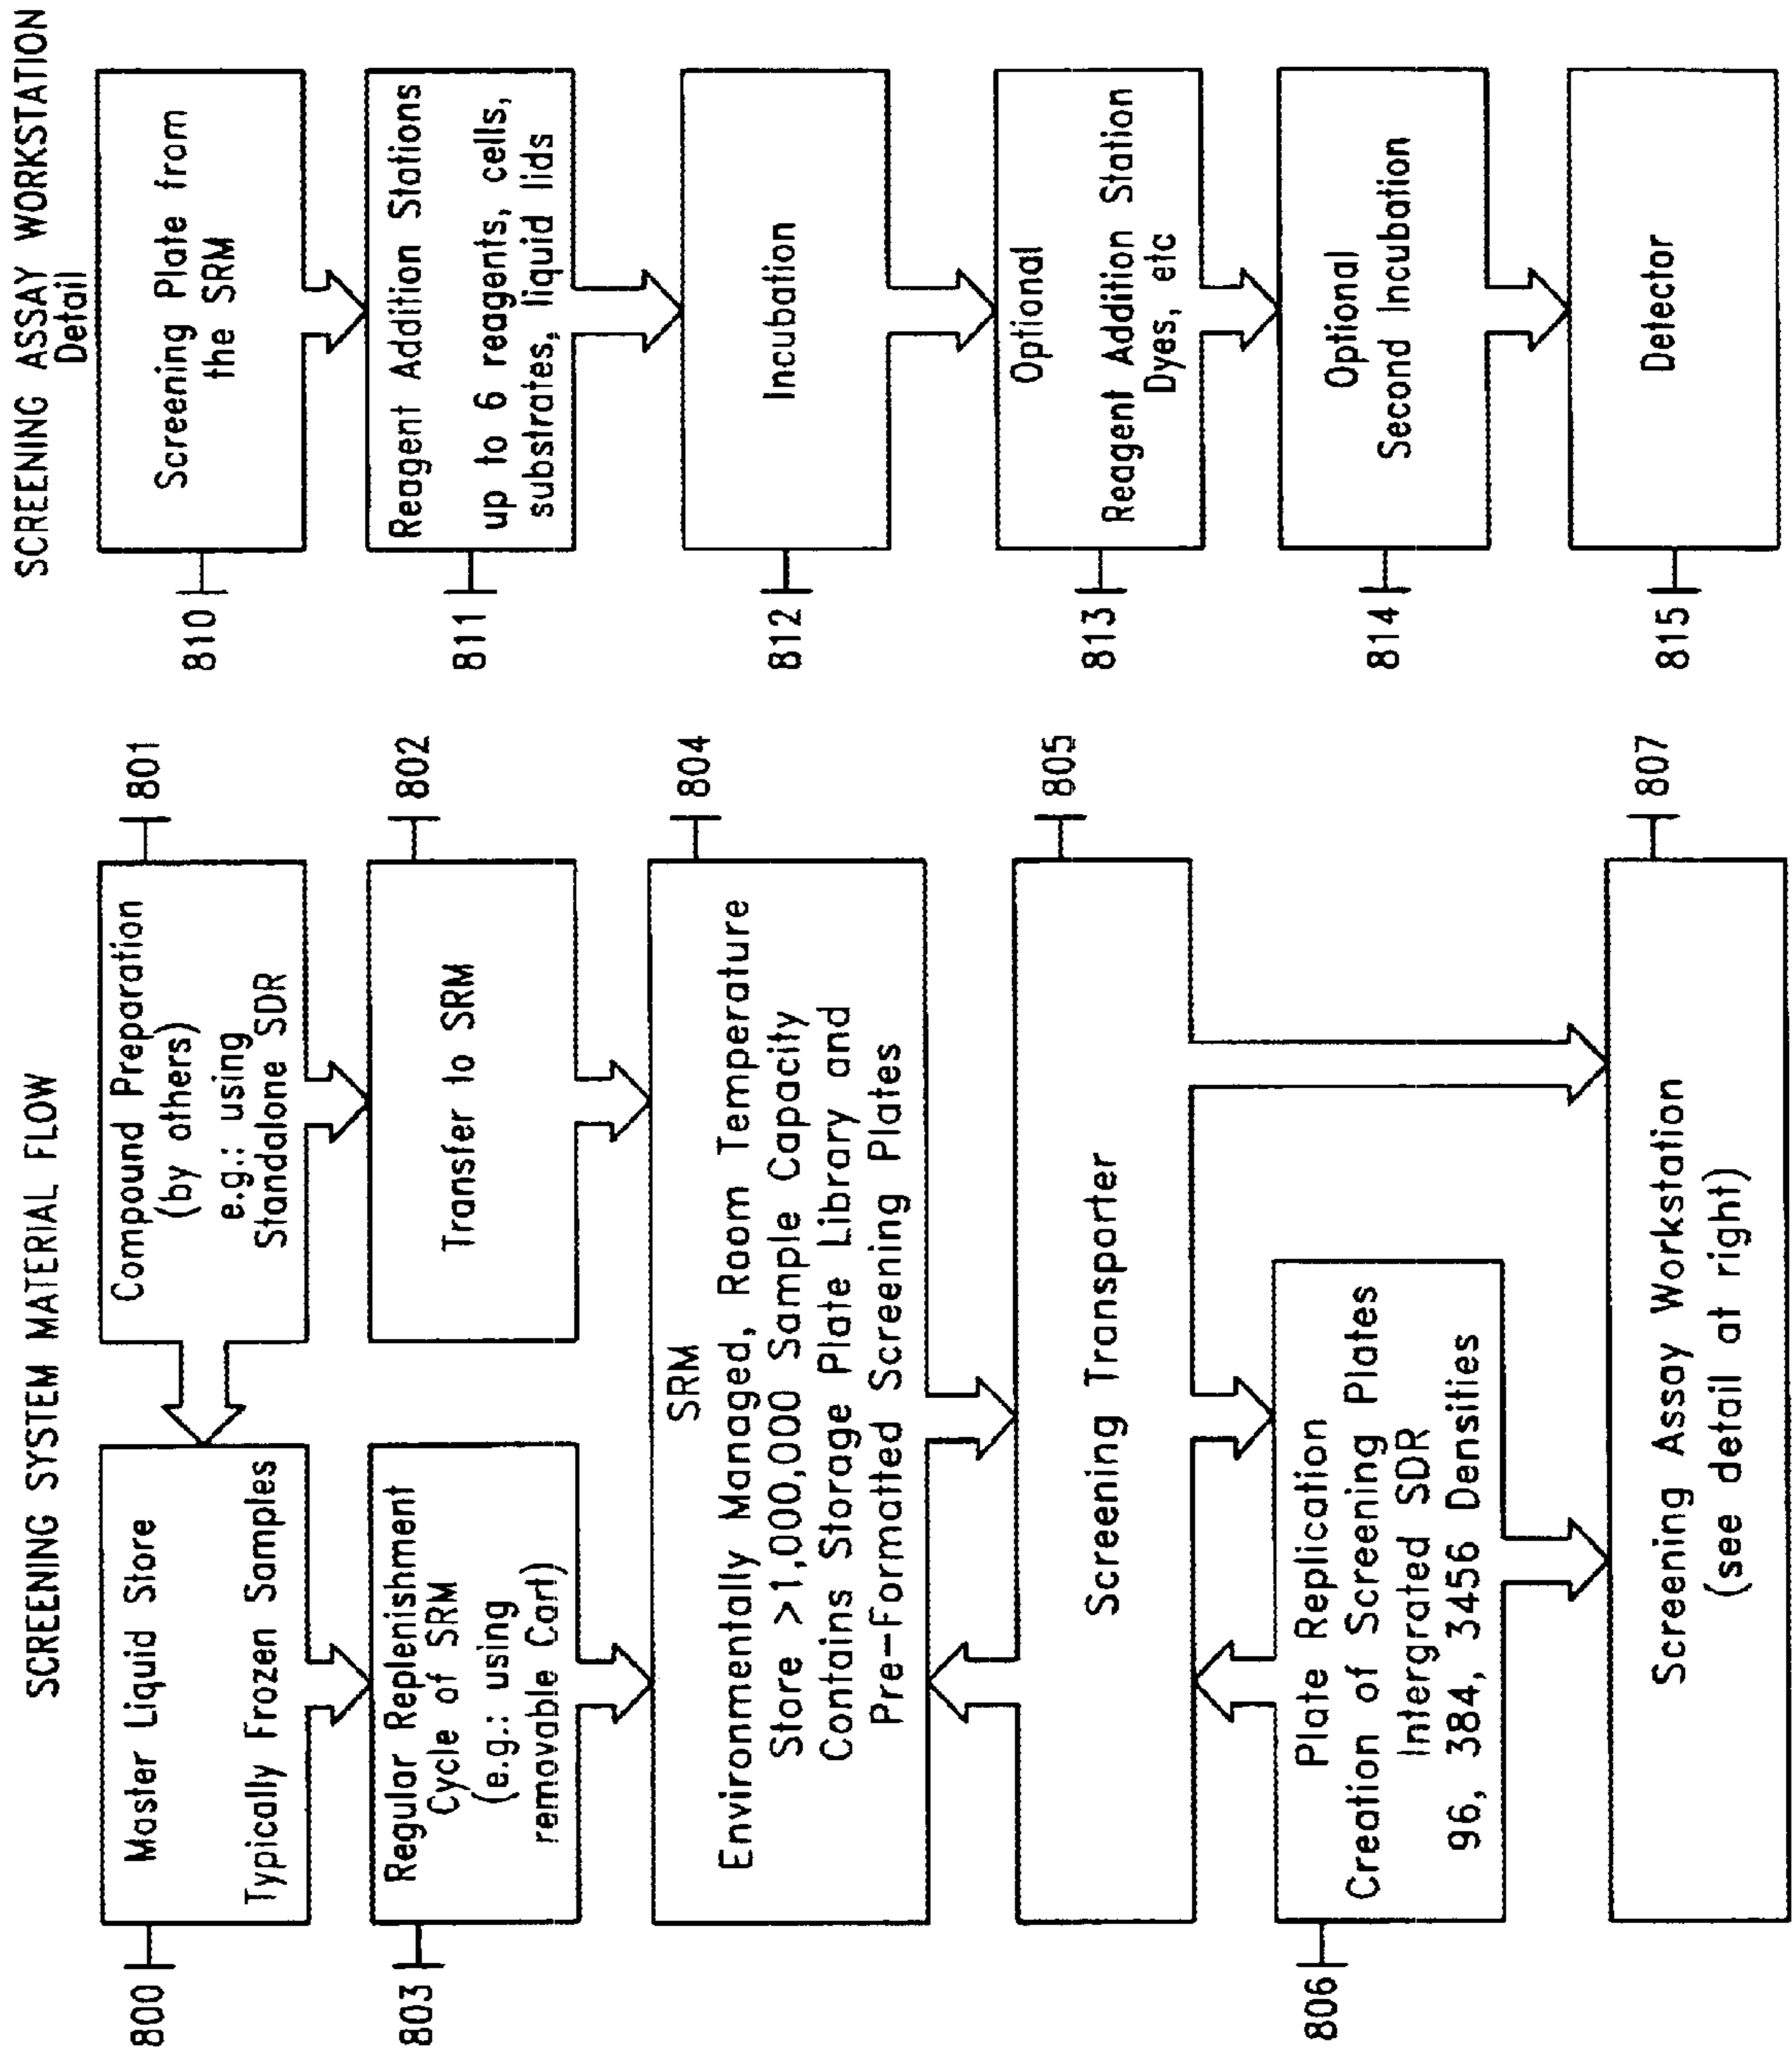 SCREENING SYSTEM MATERIAL FLOW
800
Master Liquid Store
Typically Frozen Samples
801
Compound Preparation
(by others)
e.g.: using
Standalone SDR
803
Regular Replenishment
Cycle of SRM
(e.g.: using
removable Cart)
802
Transfer to SRM
804
SRM
Environmentally Managed, Room Temperature
Store >1,000,000 Sample Capacity
Contains Storage Plate Library and
Pre-Formatted Screening Plates
805
Screening Transporter
806
Plate Replication
Creation of Screening Plates
Intergrated SDR
96, 384, 3456 Densities
807
Screening Assay Workstation
(see detail at right)
SCREENING ASSAY WORKSTATION
Detail
810
Screening Plate from
the SRM
811
Reagent Addition Stations
up to 6 reagents, cells,
substrates, liquid lids
812
Incubation
813
Optional
Reagent Addition Station
Dyes, etc
814
Optional
Second Incubation
815
Detector